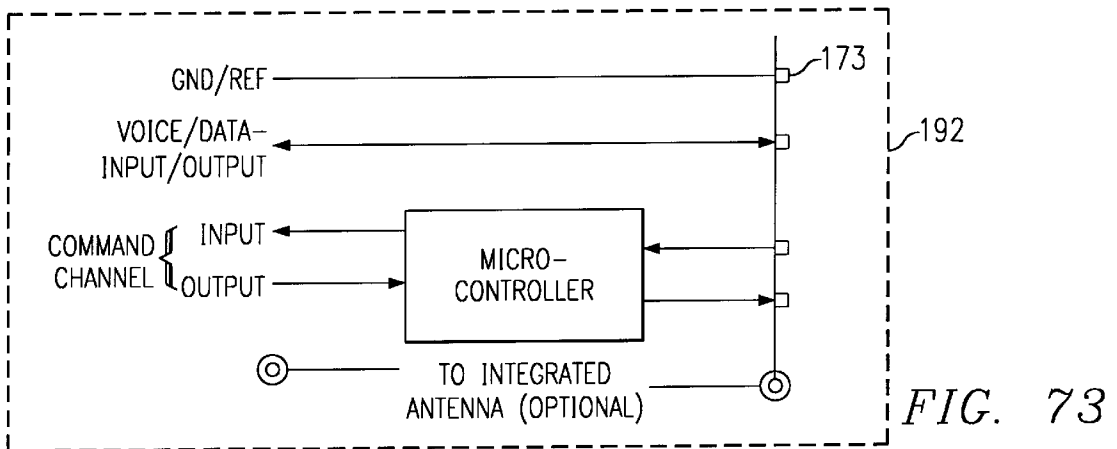 GND/REF
173
VOICE/DATA-
INPUT/OUTPUT
192
COMMAND
CHANNEL
INPUT
OUTPUT
MICRO-
CONTROLLER
TO INTEGRATED
ANTENNA (OPTIONAL)
FIG. 73